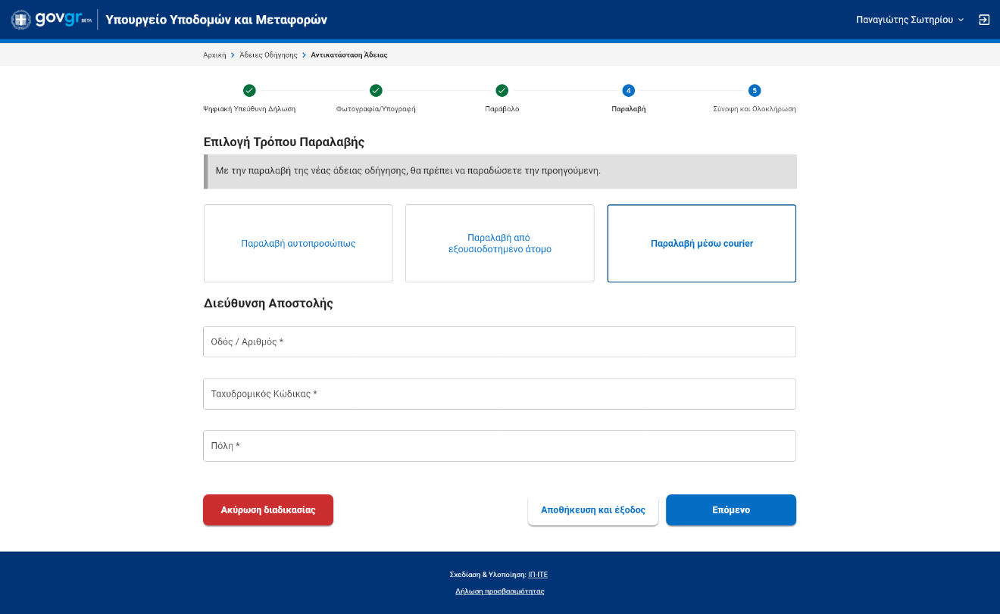 govgr BETA
Υπουργείο Υποδομών και Μεταφορών
Παναγιώτης Σωτηρίου
Αρχική
Άδειες Οδήγησης
Αντικατάσταση Άδειας
4
5
Ψηφιακή Υπεύθυνη Δήλωση
Φωτογραφία/Υπογραφή
Παράβολο
Παραλαβή
Σύνοψη και Ολοκλήρωση
Επιλογή Τρόπου Παραλαβής
Με την παραλαβή της νέας άδειας οδήγησης, θα πρέπει να παραδώσετε την προηγούμενη.
Παραλαβή αυτοπροσώπως
Παραλαβή από
εξουσιοδοτημένο άτομο
Παραλαβή μέσω courier
Διεύθυνση Αποστολής
Οδός / Αριθμός *
Ταχυδρομικός Κώδικας *
Πόλη *
Ακύρωση διαδικασίας
Αποθήκευση και έξοδος
Επόμενο
Σχεδίαση & Υλοποίηση: ΙΠ-ΙΤΕ
Δήλωση προσβασιμότητας